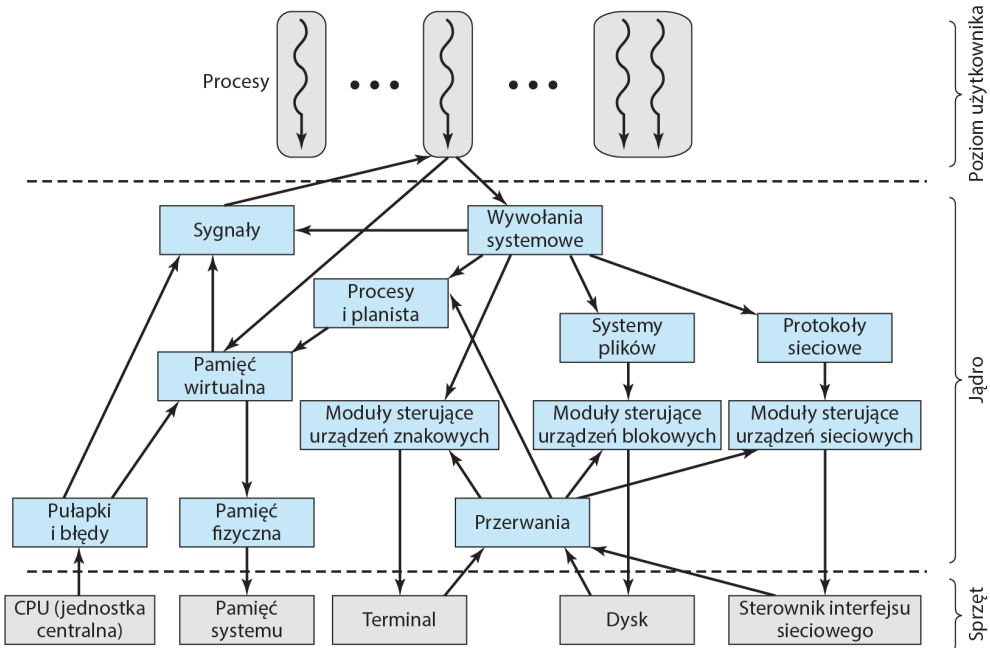 Procesy
Poziom użytkownika
Sygnały
Wywołania
systemowe
Procesy
i planista
Systemy
plików
Protokoły
sieciowe
Pamięć
wirtualna
Jądro
Moduły sterujące
urządzeń znakowych
Moduły sterujące
urządzeń blokowych
Moduły sterujące
urządzeń sieciowych
Pułapki
i błędy
Pamięć
fizyczna
Przerwania
CPU (jednostka
centralna)
Pamięć
systemu
Terminal
Dysk
Sterownik interfejsu
sieciowego
Sprzęt